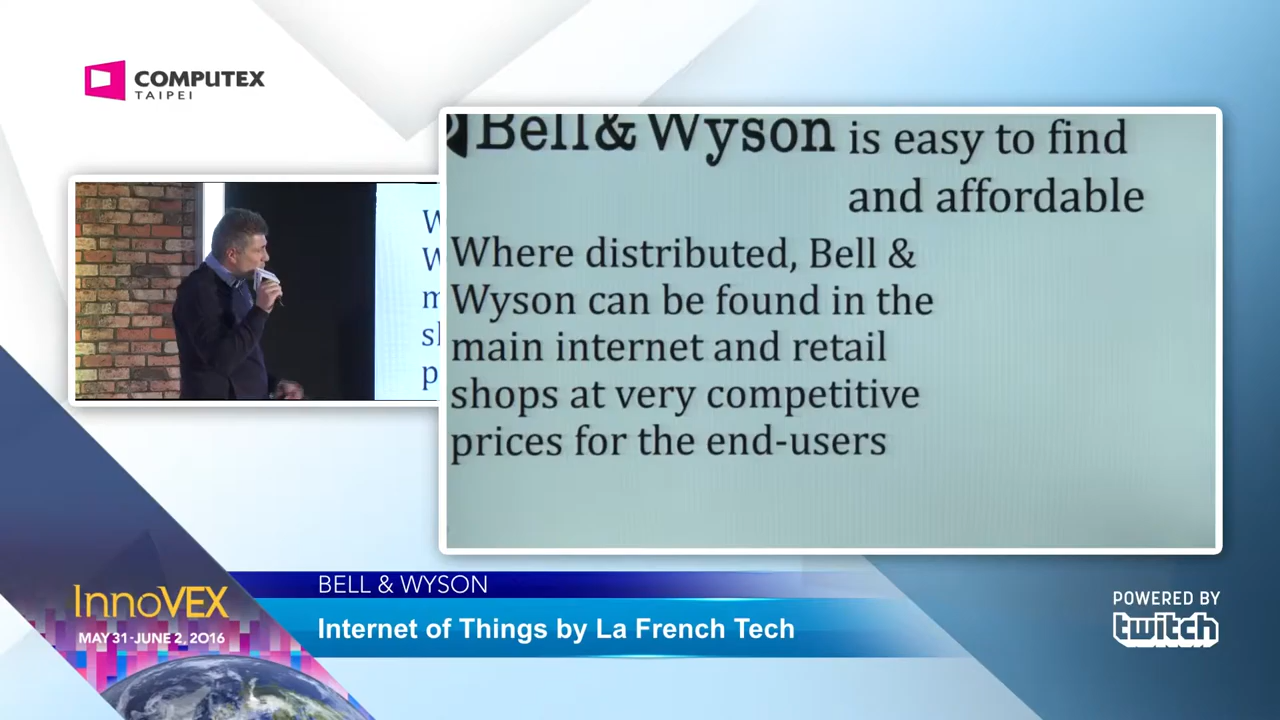 COMPUTEX
TAIPEI
Bell&Wyson is easy to find
and affordable
Where distributed, Bell &
Wyson can be found in the
main internet and retail
shops at very competitive
prices for the end-users
W
W
m
sh
p
BELL & WYSON
Internet of Things by La French Tech
InnoVEX
MAY 31-JUNE 2, 2016
POWERED BY
twitch